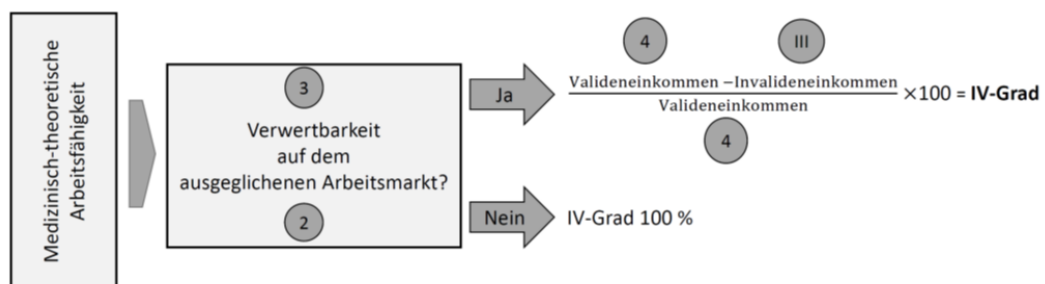 Medizinisch-theoretische
Arbeitsfähigkeit
3
Verwertbarkeit
auf dem
ausgeglichenen Arbeitsmarkt?
2
Ja
4
III
Valideneinkommen −Invalideneinkommen
Valideneinkommen
×100 = IV-Grad
4
Nein
IV-Grad 100 %